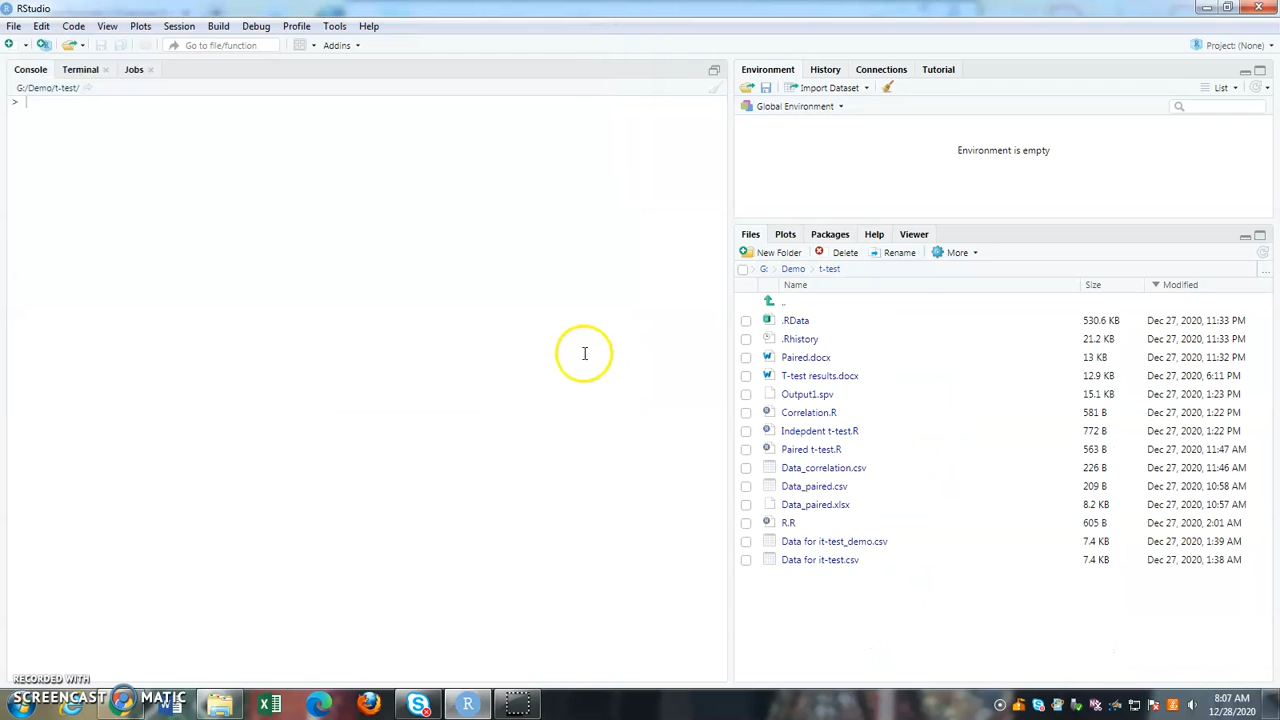 RStudio
File Edit Code View Plots Session Build Debug Profile Tools Help
Go to file/function Addins Project: (None)
Console Terminal Jobs
G:/Demo/t-test/
>
Environment History Connections Tutorial
Import Dataset List
Global Environment
Environment is empty
Files Plots Packages Help Viewer
New Folder Delete Rename More
G: Demo t-test ...
Name Size Modified
..
.RData 530.6 KB Dec 27, 2020, 11:33 PM
.Rhistory 21.2 KB Dec 27, 2020, 11:33 PM
Paired.docx 13 KB Dec 27, 2020, 11:32 PM
T-test results.docx 12.9 KB Dec 27, 2020, 6:11 PM
Output1.spv 15.1 KB Dec 27, 2020, 1:23 PM
Correlation.R 581 B Dec 27, 2020, 1:22 PM
Indepdent t-test.R 772 B Dec 27, 2020, 1:22 PM
Paired t-test.R 563 B Dec 27, 2020, 11:47 AM
Data_correlation.csv 226 B Dec 27, 2020, 11:46 AM
Data_paired.csv 209 B Dec 27, 2020, 10:58 AM
Data_paired.xlsx 8.2 KB Dec 27, 2020, 10:57 AM
R.R 605 B Dec 27, 2020, 2:01 AM
Data for it-test_demo.csv 7.4 KB Dec 27, 2020, 1:39 AM
Data for it-test.csv 7.4 KB Dec 27, 2020, 1:38 AM
RECORDED WITH
SCREENCAST MATIC
8:07 AM
12/28/2020